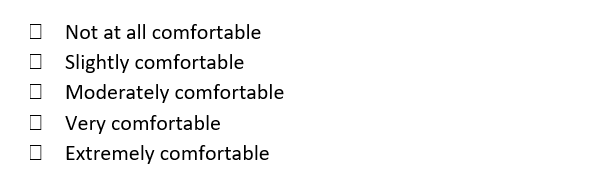 ☐ Not at all comfortable
☐ Slightly comfortable
☐ Moderately comfortable
☐ Very comfortable
☐ Extremely comfortable